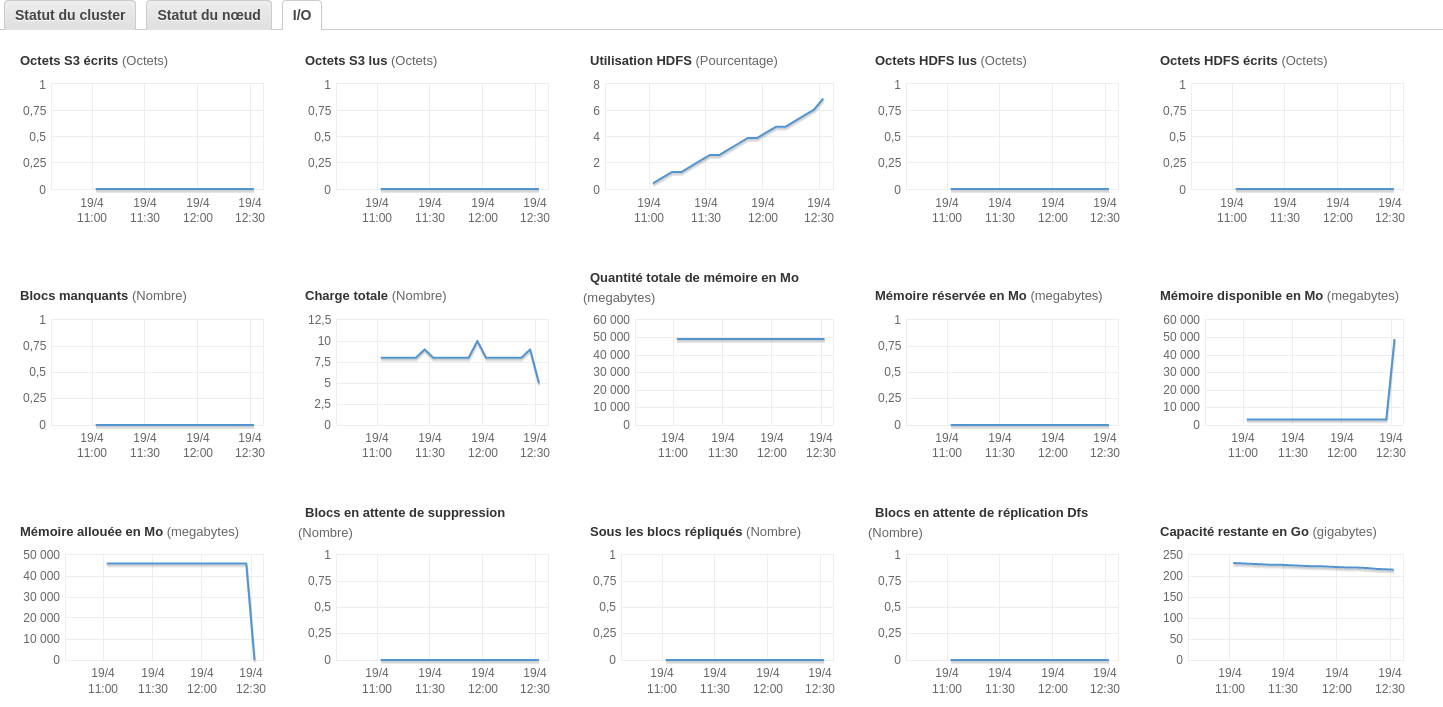 Statut du cluster
Statut du nœud
I/O
Octets S3 écrits (Octets)
1
0,75
0,5
0,25
0
19/4 19/4 19/4 19/4
11:00 11:30 12:00 12:30
Octets S3 lus (Octets)
1
0,75
0,5
0,25
0
19/4 19/4 19/4 19/4
11:00 11:30 12:00 12:30
Utilisation HDFS (Pourcentage)
8
6
4
2
0
19/4 19/4 19/4 19/4
11:00 11:30 12:00 12:30
Octets HDFS lus (Octets)
1
0,75
0,5
0,25
0
19/4 19/4 19/4 19/4
11:00 11:30 12:00 12:30
Octets HDFS écrits (Octets)
1
0,75
0,5
0,25
0
19/4 19/4 19/4 19/4
11:00 11:30 12:00 12:30
Blocs manquants (Nombre)
1
0,75
0,5
0,25
0
19/4 19/4 19/4 19/4
11:00 11:30 12:00 12:30
Charge totale (Nombre)
12,5
10
7,5
5
2,5
0
19/4 19/4 19/4 19/4
11:00 11:30 12:00 12:30
Quantité totale de mémoire en Mo
(megabytes)
60 000
50 000
40 000
30 000
20 000
10 000
0
19/4 19/4 19/4 19/4
11:00 11:30 12:00 12:30
Mémoire réservée en Mo (megabytes)
1
0,75
0,5
0,25
0
19/4 19/4 19/4 19/4
11:00 11:30 12:00 12:30
Mémoire disponible en Mo (megabytes)
60 000
50 000
40 000
30 000
20 000
10 000
0
19/4 19/4 19/4 19/4
11:00 11:30 12:00 12:30
Mémoire allouée en Mo (megabytes)
50 000
40 000
30 000
20 000
10 000
0
19/4 19/4 19/4 19/4
11:00 11:30 12:00 12:30
Blocs en attente de suppression
(Nombre)
1
0,75
0,5
0,25
0
19/4 19/4 19/4 19/4
11:00 11:30 12:00 12:30
Sous les blocs répliqués (Nombre)
1
0,75
0,5
0,25
0
19/4 19/4 19/4 19/4
11:00 11:30 12:00 12:30
Blocs en attente de réplication Dfs
(Nombre)
1
0,75
0,5
0,25
0
19/4 19/4 19/4 19/4
11:00 11:30 12:00 12:30
Capacité restante en Go (gigabytes)
250
200
150
100
50
0
19/4 19/4 19/4 19/4
11:00 11:30 12:00 12:30